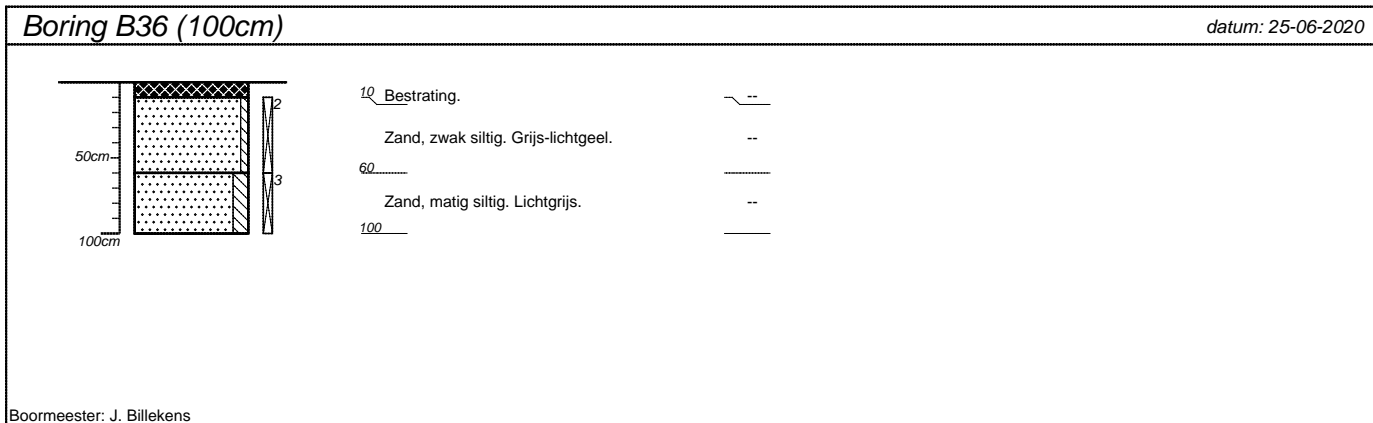 Boring B36 (100cm)
datum: 25-06-2020
10 Bestrating. --
2
Zand, zwak siltig. Grijs-lichtgeel. --
50cm
60
3
Zand, matig siltig. Lichtgrijs. --
100
100cm
Boormeester: J. Billekens